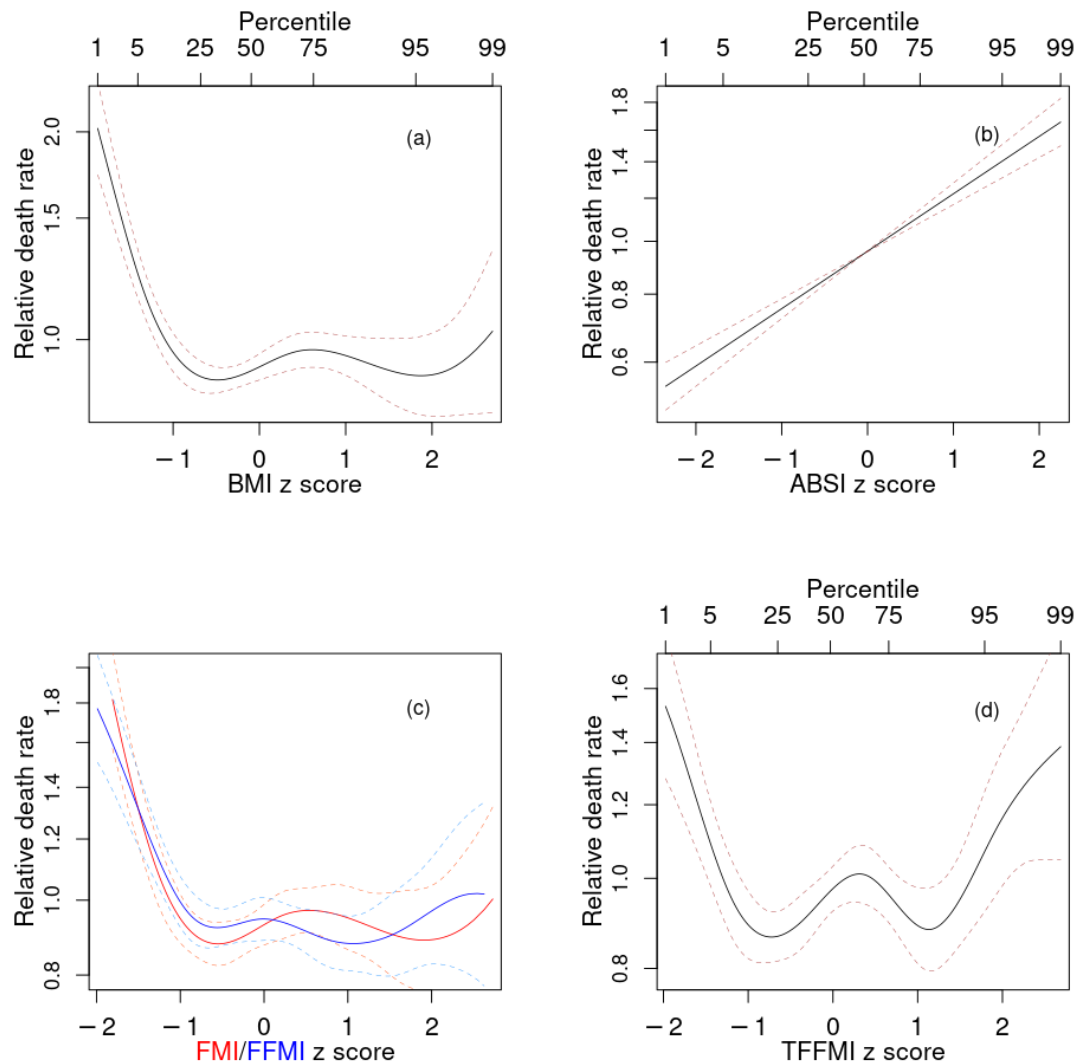 Percentile
1 5 25 50 75 95 99
Relative death rate
2.0
1.5
1.0
(a)
−1 0 1 2
BMI z score
Percentile
1 5 25 50 75 95 99
Relative death rate
1.8
1.4
1.0
0.8
0.6
(b)
−2 −1 0 1 2
ABSI z score
Relative death rate
1.8
1.4
1.2
1.0
0.8
(c)
−2 −1 0 1 2
FMI/FFMI z score
Percentile
1 5 25 50 75 95 99
Relative death rate
1.6
1.4
1.2
1.0
0.8
(d)
−2 −1 0 1 2
TFFMI z score